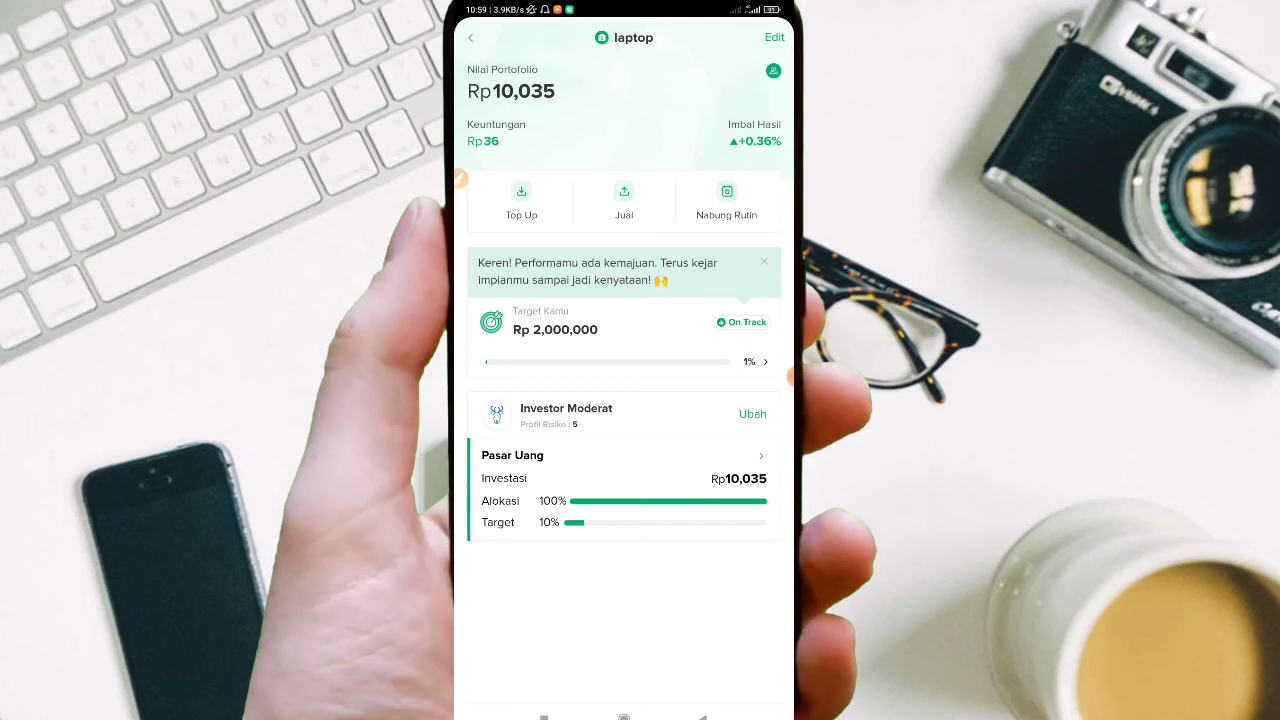 10:59 | 3.9KB/s
laptop
Edit
Nilai Portofolio
Rp10,035
Keuntungan
Imbal Hasil
Rp36
▲+0.36%
Top Up
Jual
Nabung Rutin
Keren! Performamu ada kemajuan. Terus kejar
impianmu sampai jadi kenyataan! 🙌
Target Kamu
Rp 2,000,000
On Track
1%
Investor Moderat
Ubah
Profil Risiko : 5
Pasar Uang
Investasi
Rp10,035
Alokasi 100%
Target 10%